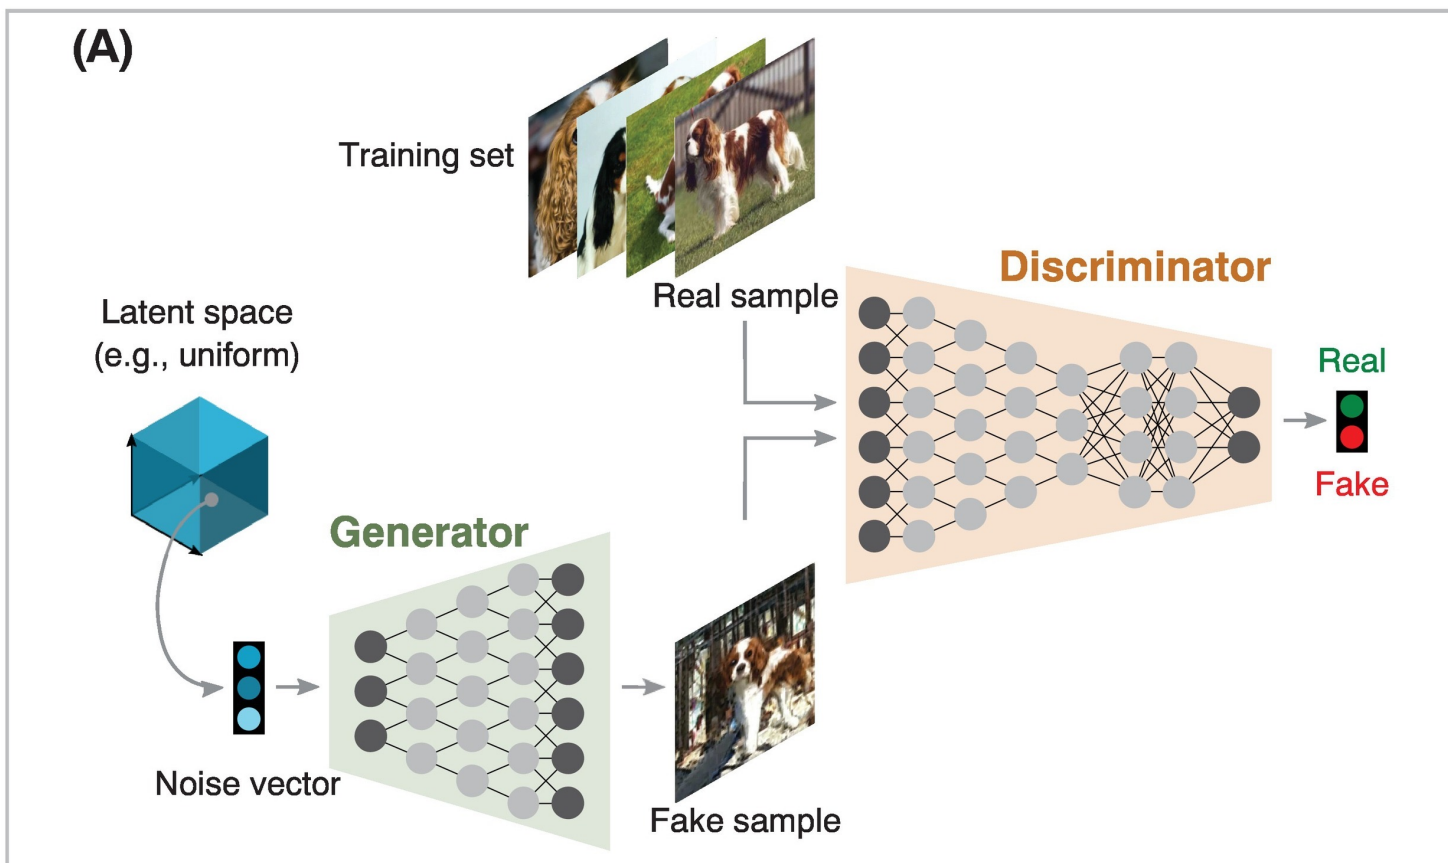 (A)
Training set
Real sample
Discriminator
Latent space
(e.g., uniform)
Real
Fake
Generator
Noise vector
Fake sample